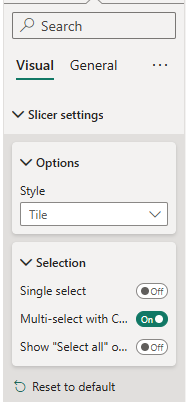 Search
Visual General ...
Slicer settings
Options
Style
Tile
Selection
Single select Off
Multi-select with C... On
Show "Select all" o... Off
Reset to default